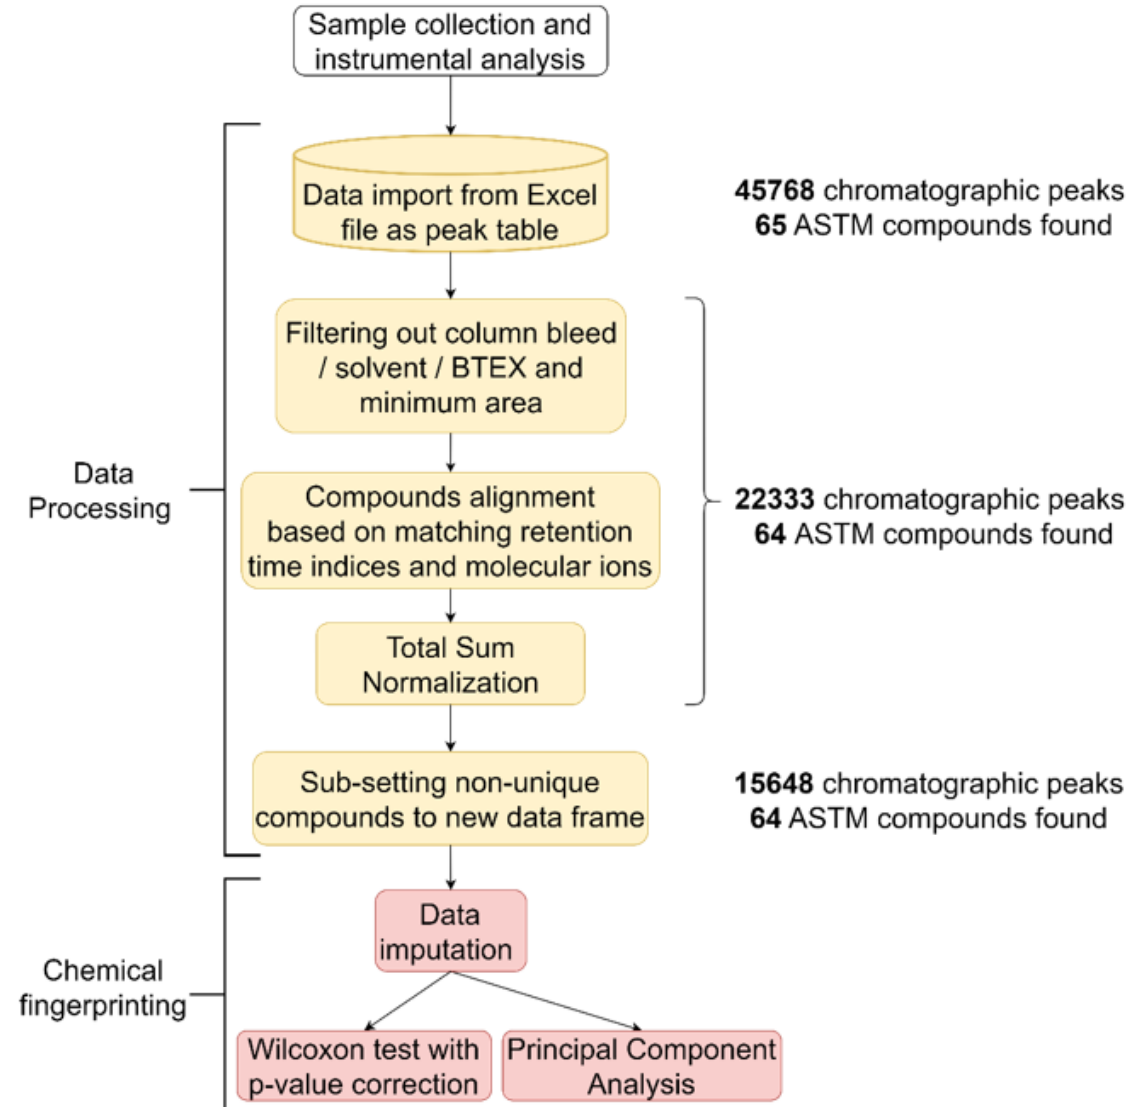 Sample collection and
instrumental analysis
Data import from Excel
file as peak table
45768 chromatographic peaks
65 ASTM compounds found
Filtering out column bleed
/ solvent / BTEX and
minimum area
Data
Processing
Compounds alignment
based on matching retention
time indices and molecular ions
22333 chromatographic peaks
64 ASTM compounds found
Total Sum
Normalization
Sub-setting non-unique
compounds to new data frame
15648 chromatographic peaks
64 ASTM compounds found
Data
imputation
Chemical
fingerprinting
Wilcoxon test with
p-value correction
Principal Component
Analysis